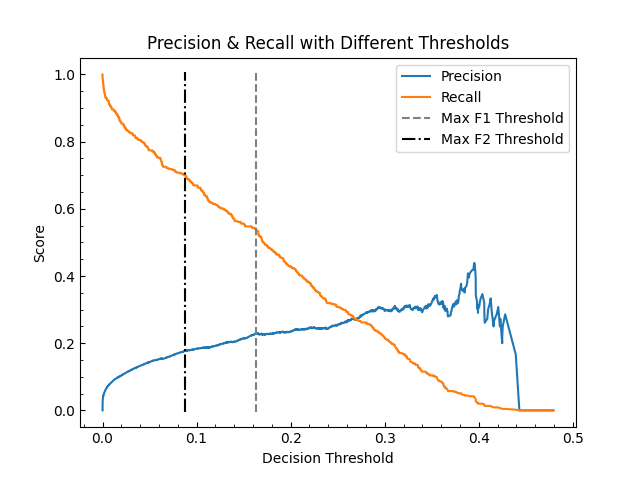 Precision & Recall with Different Thresholds
Precision
Recall
Max F1 Threshold
Max F2 Threshold
1.0
0.8
0.6
0.4
0.2
0.0
Score
0.0 0.1 0.2 0.3 0.4 0.5
Decision Threshold